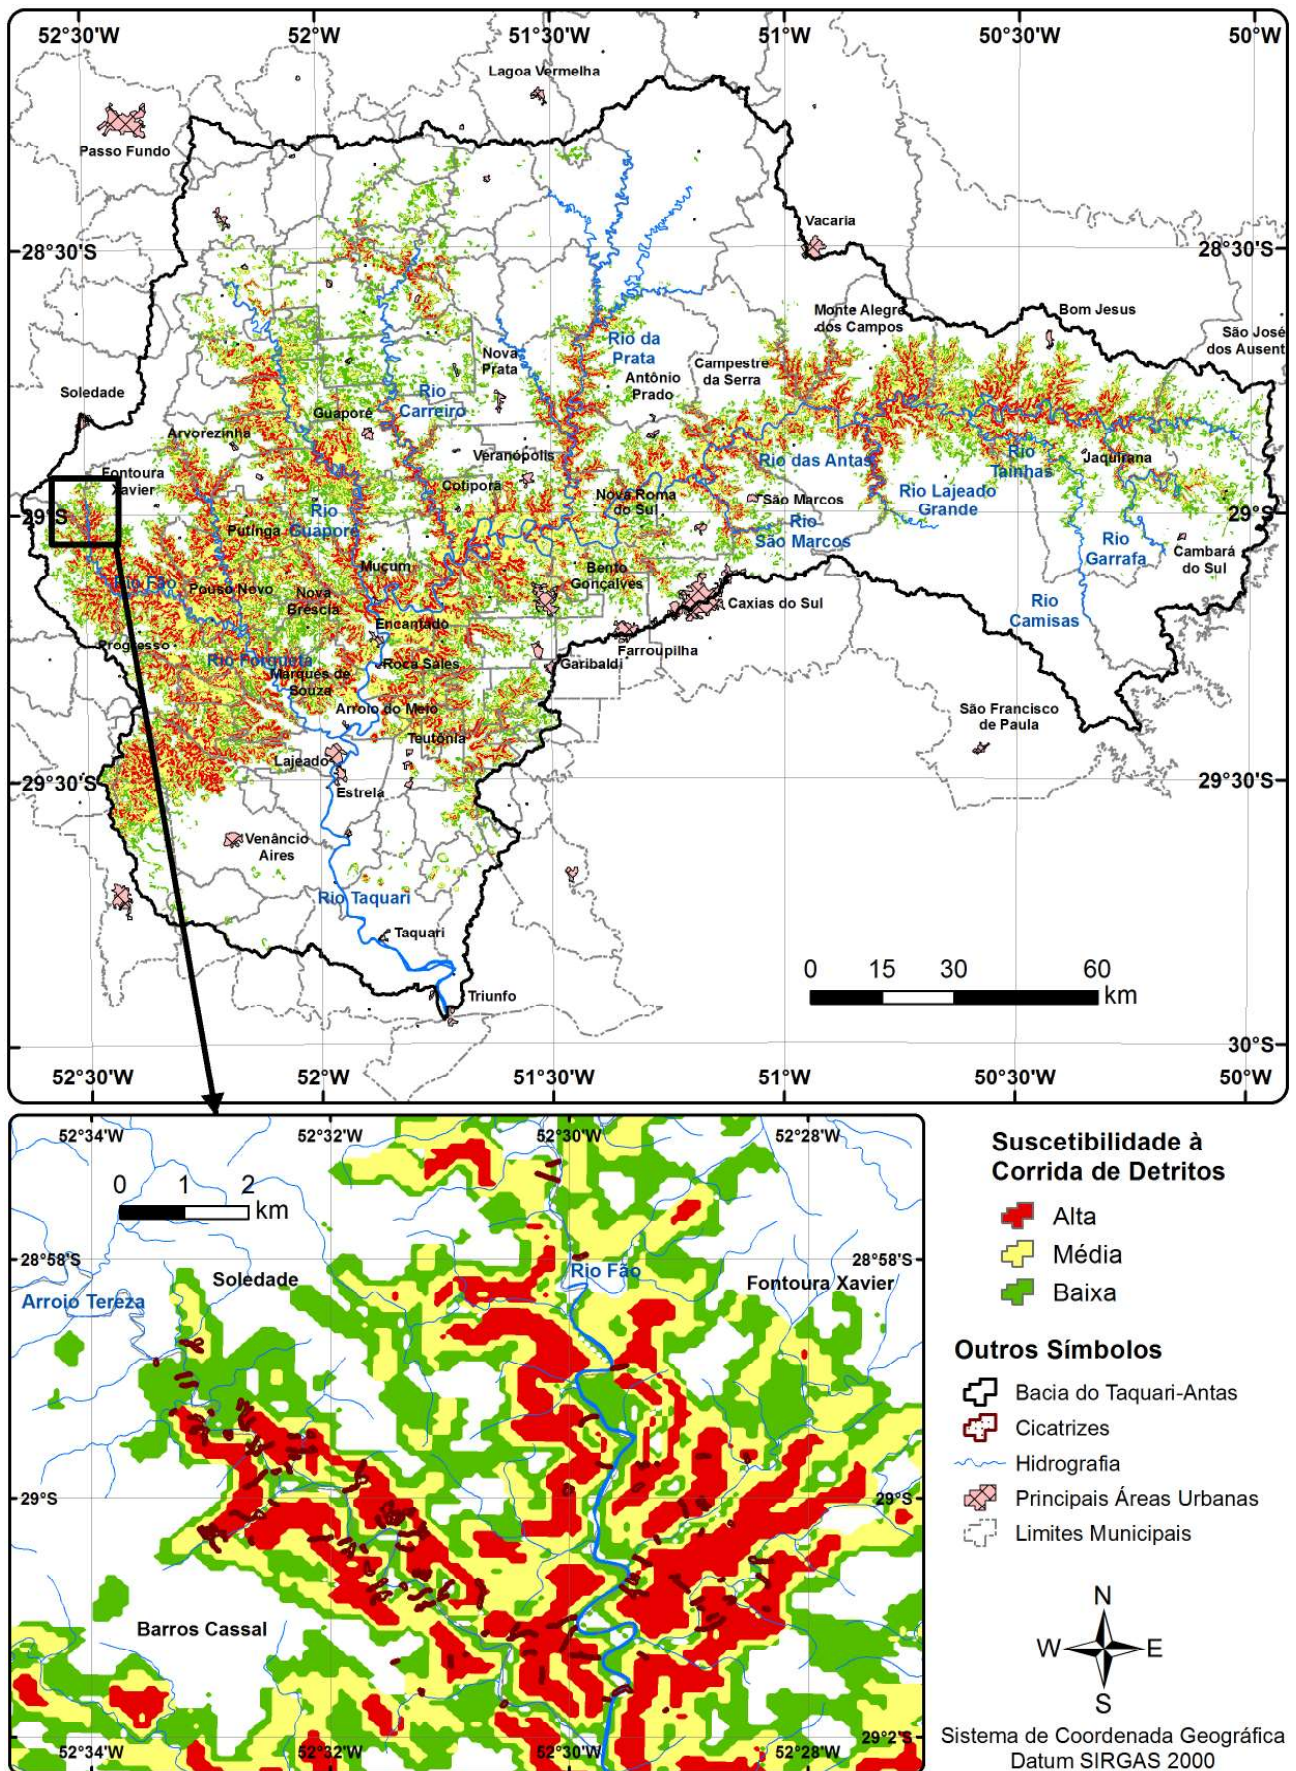 52°30'W 52°W 51°30'W 51°W 50°30'W 50°W
Lagoa Vermelha
Passo Fundo
Vacaria
28°30'S 28°30'S
Monte Alegre
dos Campos
Bom Jesus
São José
dos Ausent
Rio da
Prata
Nova
Prata
Campestre
da Serra
Antônio
Prado
Soledade
Rio
Carreiro
Guaporé
Arvorezinha
Veranópolis
Rio das Antas
Rio
Tainhas
Jaquirana
Fontoura
Xavier
Cotiporã
Nova Roma
do Sul
São Marcos
Rio Lajeado
Grande
29°S 29°S
Putinga
Rio
Guaporé
Rio
São Marcos
Rio
Garrafa
Cambará
do Sul
Muçum
Bento
Gonçalves
Rio Fão
Pouso Novo
Nova
Bréscia
Caxias do Sul
Rio
Camisas
Encantado
Progresso
Farroupilha
Rio Forqueta
Roca Sales
Garibaldi
Marques de
Souza
Arroio do Meio
São Francisco
de Paula
Teutônia
Lajeado
29°30'S 29°30'S
Estrela
Venâncio
Aires
Rio Taquari
Taquari
Triunfo
0 15 30 60
km
30°S
52°30'W 52°W 51°30'W 51°W 50°30'W 50°W
52°34'W 52°32'W 52°30'W 52°28'W
0 1 2
km
28°58'S 28°58'S
Soledade
Rio Fão
Fontoura Xavier
Arroio Tereza
29°S 29°S
Barros Cassal
29°2'S
52°34'W 52°32'W 52°30'W 52°28'W
Suscetibilidade à
Corrida de Detritos
Alta
Média
Baixa
Outros Símbolos
Bacia do Taquari-Antas
Cicatrizes
Hidrografia
Principais Áreas Urbanas
Limites Municipais
N
W E
S
Sistema de Coordenada Geográfica
Datum SIRGAS 2000